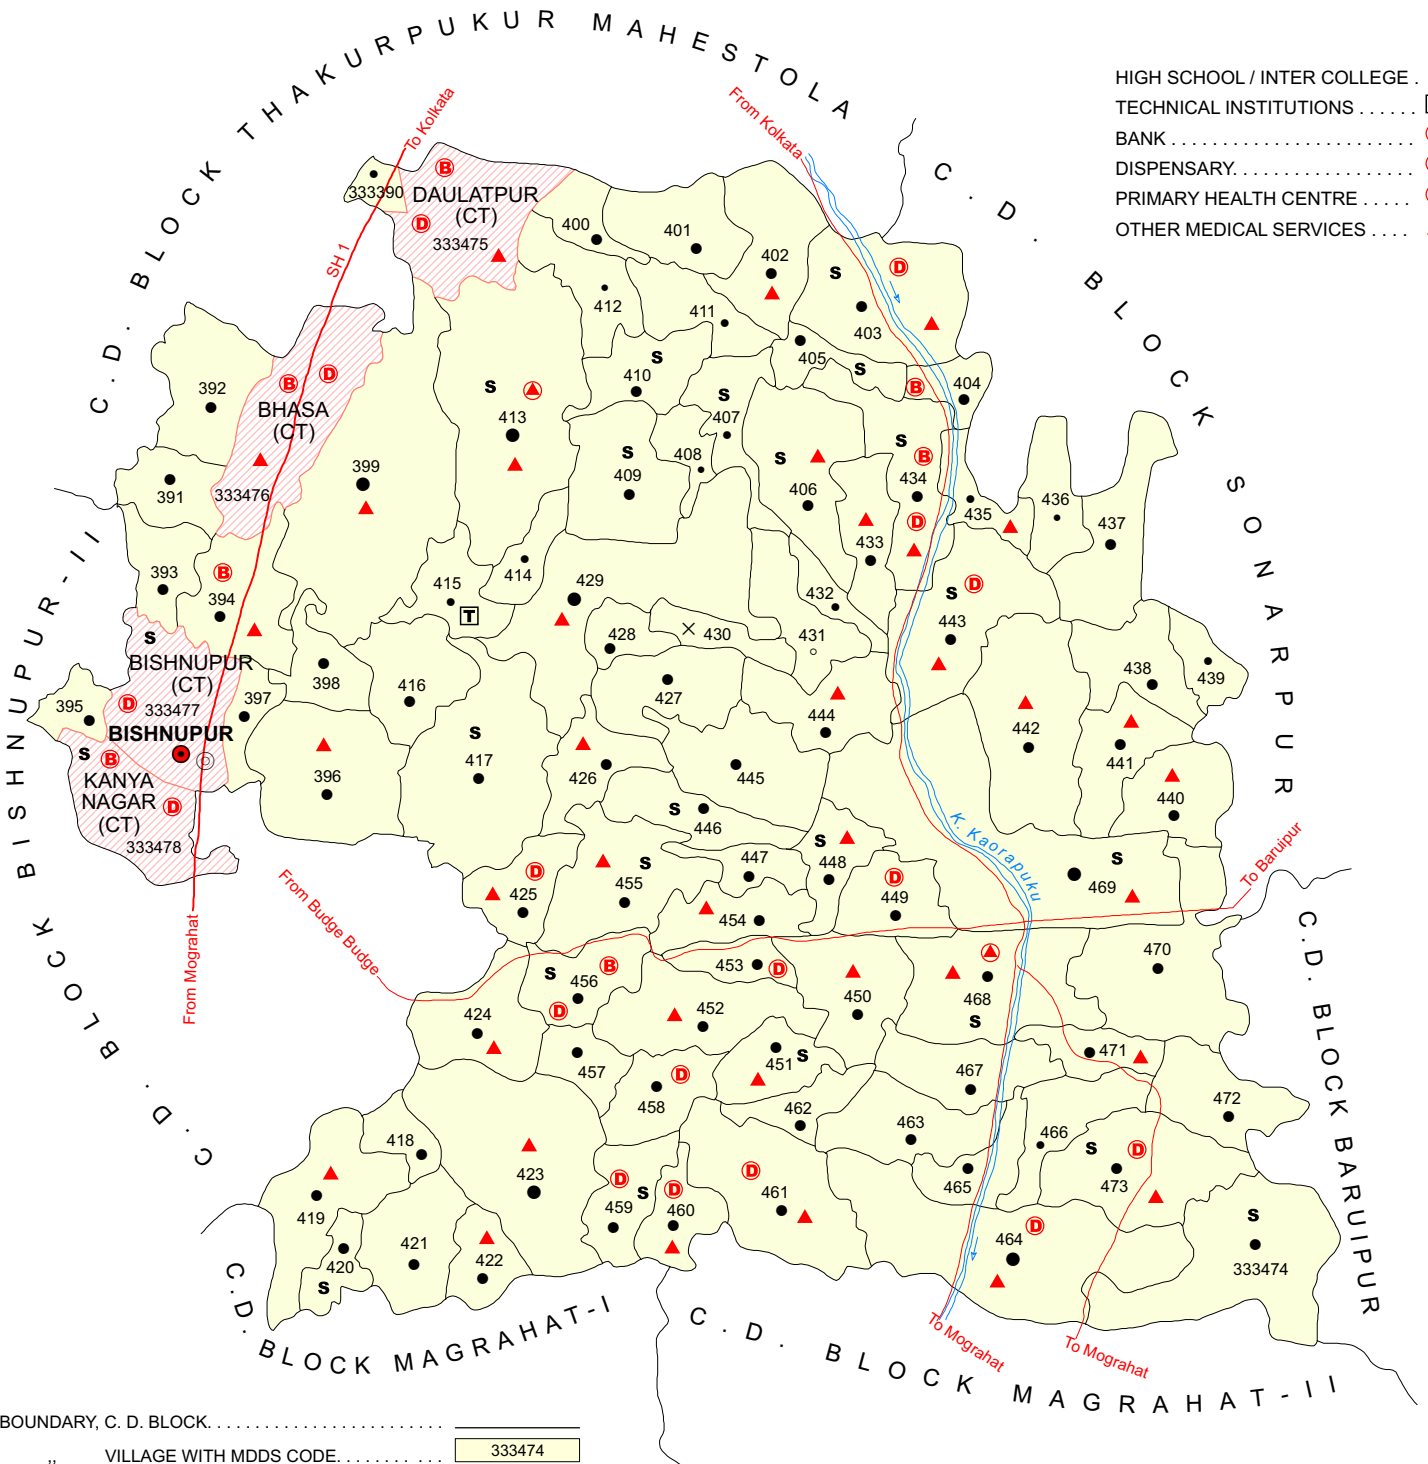 C.D. BLOCK THAKURPUKUR MAHESTOLA
C. D. BLOCK SONARPUR
C.D. BLOCK BARUIPUR
C. D. BLOCK MAGRAHAT-II
C.D. BLOCK MAGRAHAT-I
C. D. BLOCK BISHNUPUR-II
HIGH SCHOOL / INTER COLLEGE .
TECHNICAL INSTITUTIONS . . . . . .
BANK . . . . . . . . . . . . . . . . . . . . . . . .
DISPENSARY. . . . . . . . . . . . . . . . . .
PRIMARY HEALTH CENTRE . . . . .
OTHER MEDICAL SERVICES . . . .
To Kolkata
From Kolkata
SH 1
333390
B
DAULATPUR
(CT)
D
333475
400
401
402
S
D
403
412
411
405
S
B
404
392
B
D
BHASA
(CT)
333476
391
399
S
413
S
410
S
407
S
409
408
S
406
S
B
434
D
433
435
436
437
393
B
394
415
T
414
429
428
430
432
431
S
D
443
438
439
S
BISHNUPUR
(CT)
D
333477
BISHNUPUR
395
397
398
416
427
444
442
441
440
S
B
KANYA
NAGAR
(CT)
D
333478
396
S
417
426
445
S
446
K. Kaorapuku
From Mograhat
From Budge Budge
To Baruipur
D
425
455
S
447
S
448
D
449
S
469
454
S
B
456
D
453
D
450
468
S
470
424
457
452
451
S
D
458
467
471
472
418
462
463
466
S
D
473
465
419
423
D
S
459
D
460
D
461
D
464
S
333474
420
S
421
422
To Mograhat
To Mograhat
BOUNDARY, C. D. BLOCK. . . . . . . . . . . . . . . . . . . . . . .
,, VILLAGE WITH MDDS CODE. . . . . . . . . . 333474